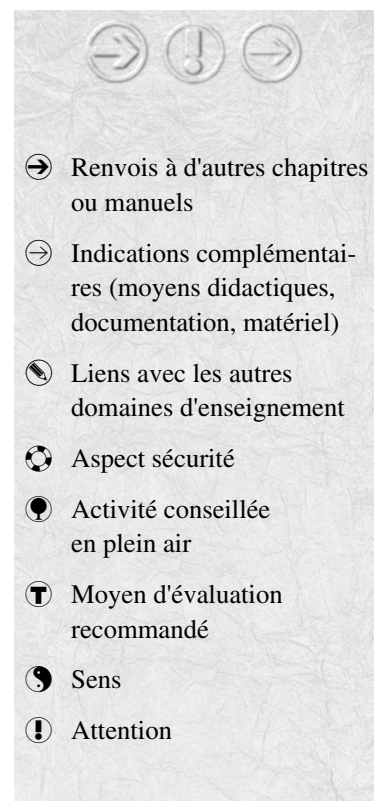 Renvois à d'autres chapitres
ou manuels
Indications complémentai-
res (moyens didactiques,
documentation, matériel)
Liens avec les autres
domaines d'enseignement
Aspect sécurité
Activité conseillée
en plein air
T Moyen d'évaluation
recommandé
Sens
! Attention